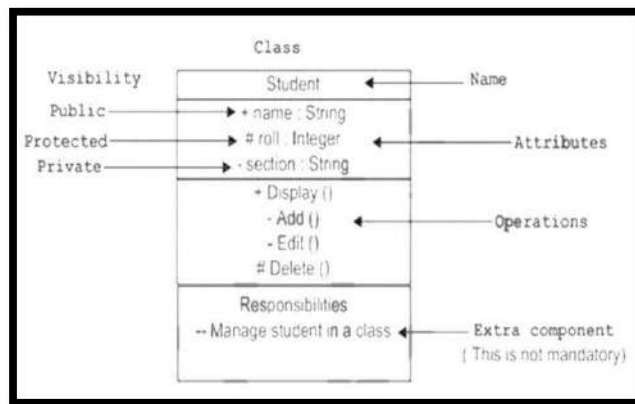 Class
Visibility
Student
Name
Public
+ name : String
Protected
# roll : Integer
Attributes
Private
- section : String
+ Display ()
- Add ()
Operations
- Edit ()
# Delete ()
Responsibilities
-- Manage student in a class
Extra component
( This is not mandatory)